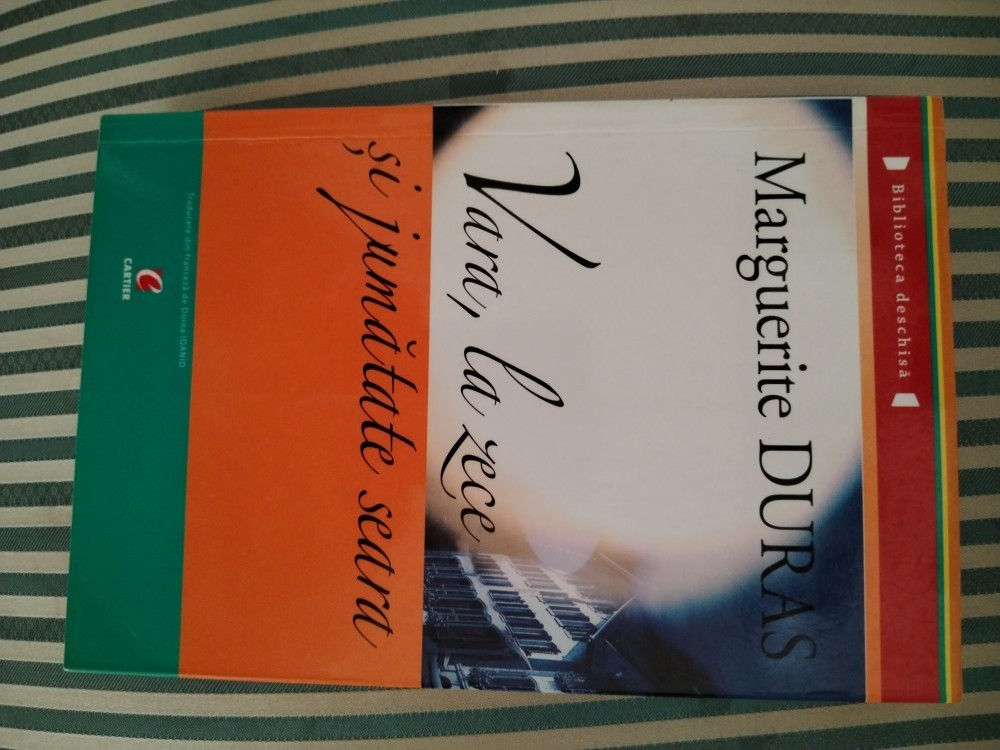 Biblioteca deschisă
Marguerite DURAS
Vara, la zece
și jumătate seara
Traducere din franceză de Doina IOANID
CARTIER